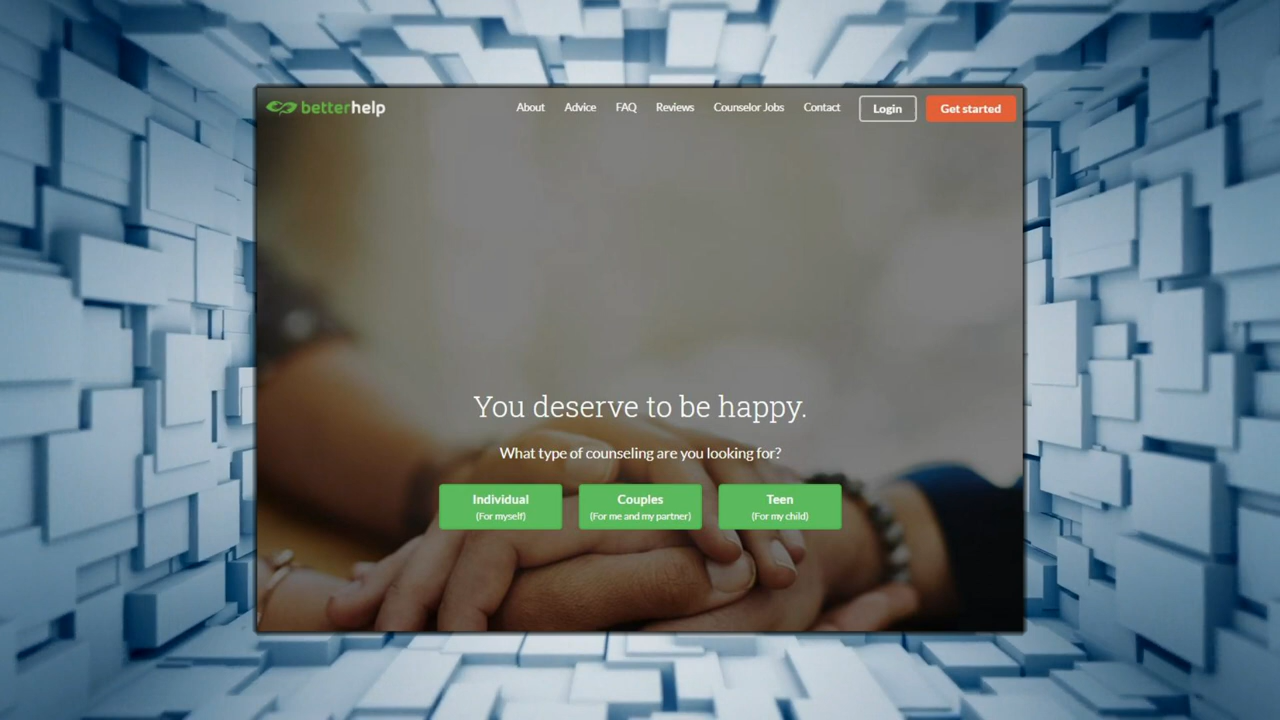 betterhelp
About Advice FAQ Reviews Counselor Jobs Contact Login Get started
You deserve to be happy.
What type of counseling are you looking for?
Individual Couples Teen
(For myself) (For me and my partner) (For my child)